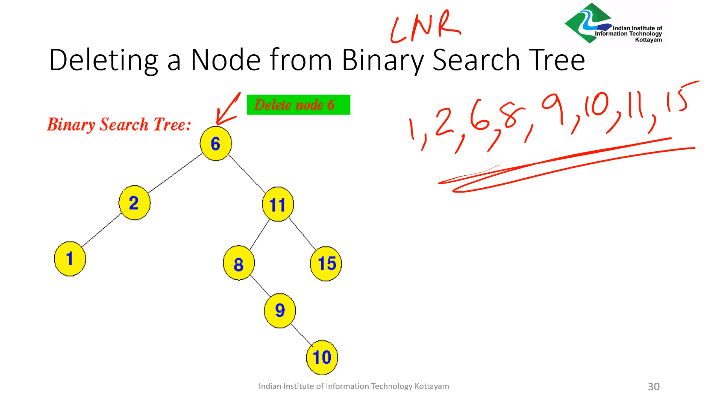 LNR
Indian Institute of
Information Technology
Kottayam
Deleting a Node from Binary Search Tree
Delete node 6
1, 2, 6, 8, 9, 10, 11, 15
Binary Search Tree:
6
2
11
1
8
15
9
10
Indian Institute of Information Technology Kottayam
30